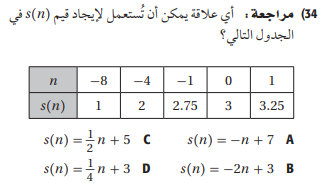 34) مراجعة: أي علاقة يمكن أن تُستعمل لإيجاد قيم s(n) في
الجدول التالي؟
n −8 −4 −1 0 1
s(n) 1 2 2.75 3 3.25
s(n) = −n + 7 A
s(n) = \frac{1}{2}n + 5 C
s(n) = −2n + 3 B
s(n) = \frac{1}{4}n + 3 D